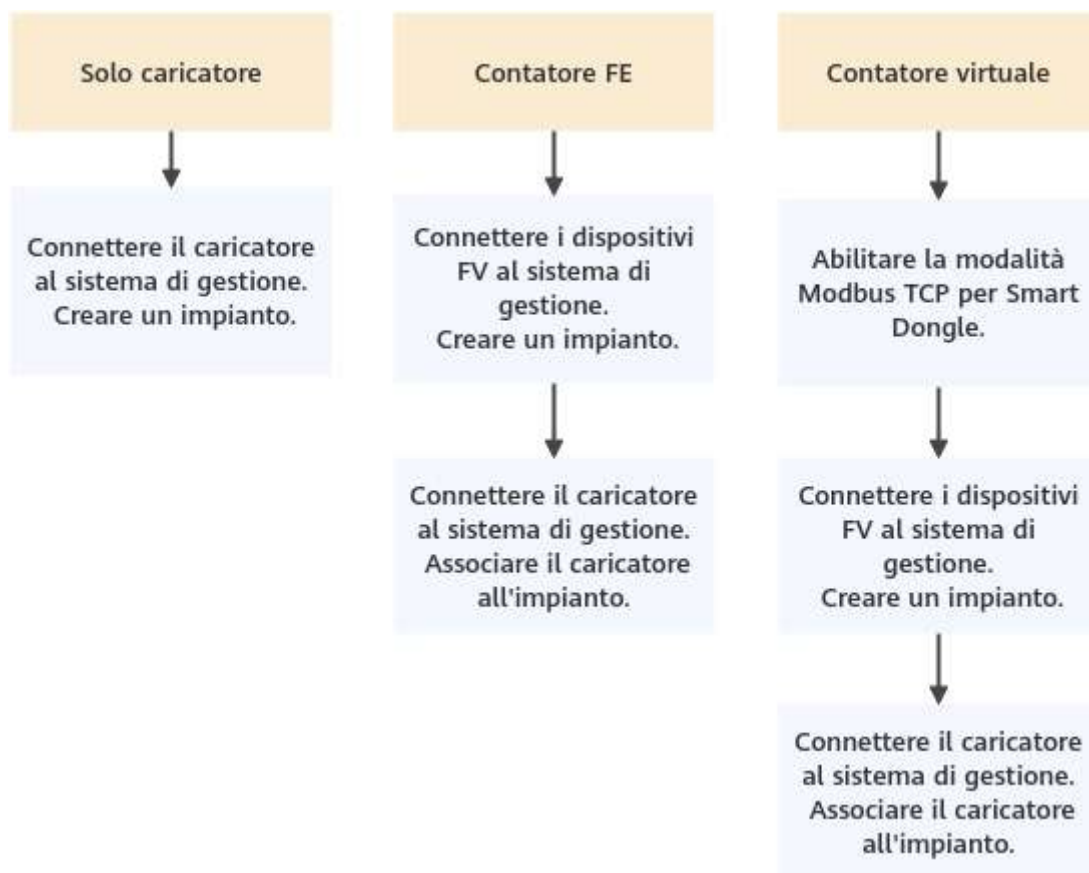 Solo caricatore
Connettere il caricatore
al sistema di gestione.
Creare un impianto.
Contatore FE
Connettere i dispositivi
FV al sistema di
gestione.
Creare un impianto.
Connettere il caricatore
al sistema di gestione.
Associare il caricatore
all'impianto.
Contatore virtuale
Abilitare la modalità
Modbus TCP per Smart
Dongle.
Connettere i dispositivi
FV al sistema di
gestione.
Creare un impianto.
Connettere il caricatore
al sistema di gestione.
Associare il caricatore
all'impianto.